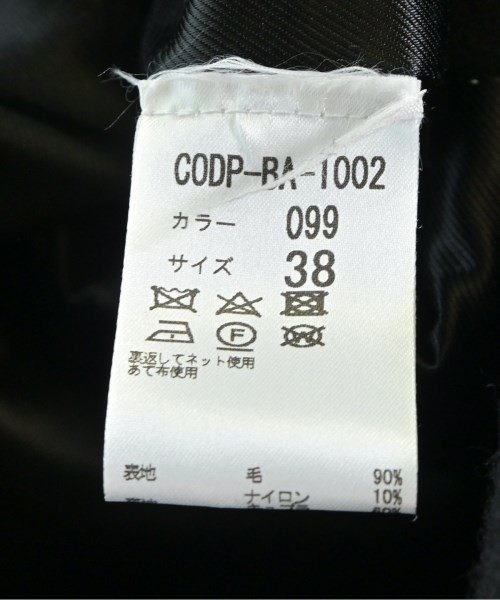 CODP-BA-1002
カラー 099
サイズ 38
F W
裏返してネット使用
あて布使用
表地 毛 90%
ナイロン 10%